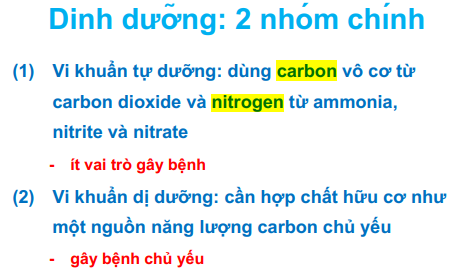 Dinh dưỡng: 2 nhóm chính
(1) Vi khuẩn tự dưỡng: dùng carbon vô cơ từ
carbon dioxide và nitrogen từ ammonia,
nitrite và nitrate
- ít vai trò gây bệnh
(2) Vi khuẩn dị dưỡng: cần hợp chất hữu cơ như
một nguồn năng lượng carbon chủ yếu
- gây bệnh chủ yếu